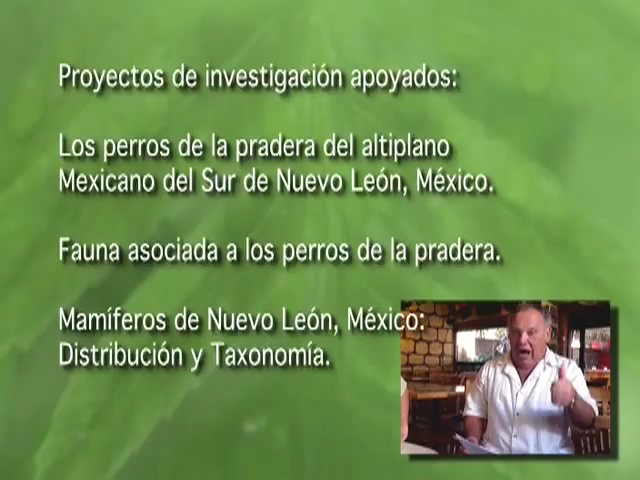 Proyectos de investigación apoyados:
Los perros de la pradera del altiplano
Mexicano del Sur de Nuevo León, México.
Fauna asociada a los perros de la pradera.
Mamíferos de Nuevo León, México:
Distribución y Taxonomía.